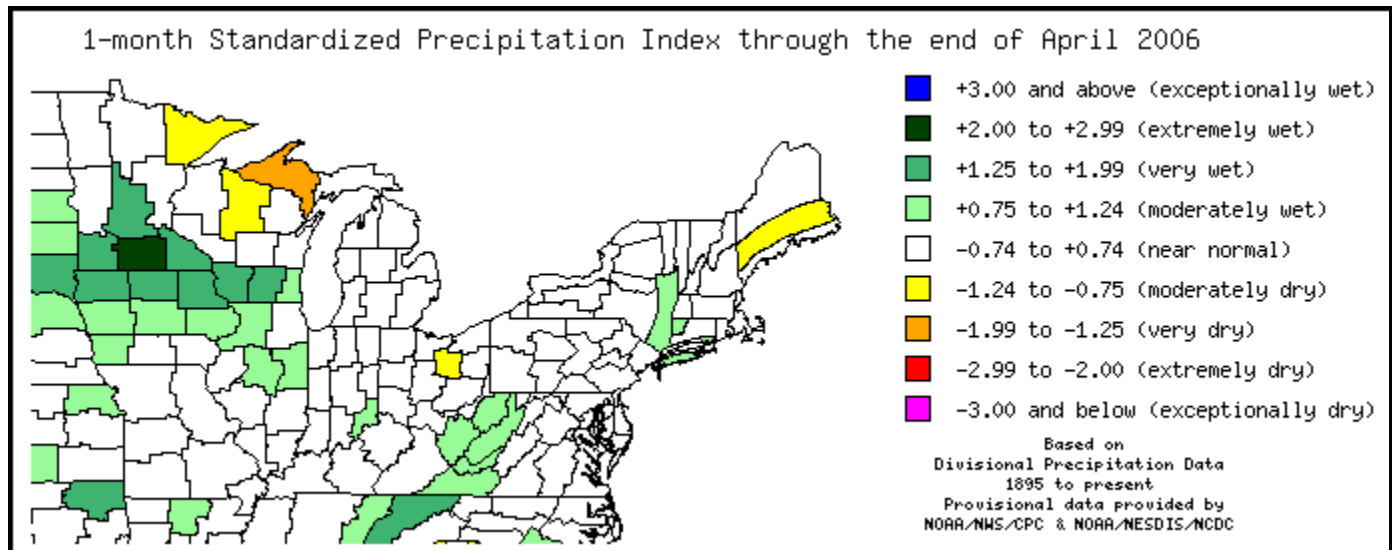 1-month Standardized Precipitation Index through the end of April 2006
+3.00 and above (exceptionally wet)
+2.00 to +2.99 (extremely wet)
+1.25 to +1.99 (very wet)
+0.75 to +1.24 (moderately wet)
-0.74 to +0.74 (near normal)
-1.24 to -0.75 (moderately dry)
-1.99 to -1.25 (very dry)
-2.99 to -2.00 (extremely dry)
-3.00 and below (exceptionally dry)
Based on
Divisional Precipitation Data
1895 to present
Provisional data provided by
NOAA/NWS/CPC & NOAA/NESDIS/NCDC